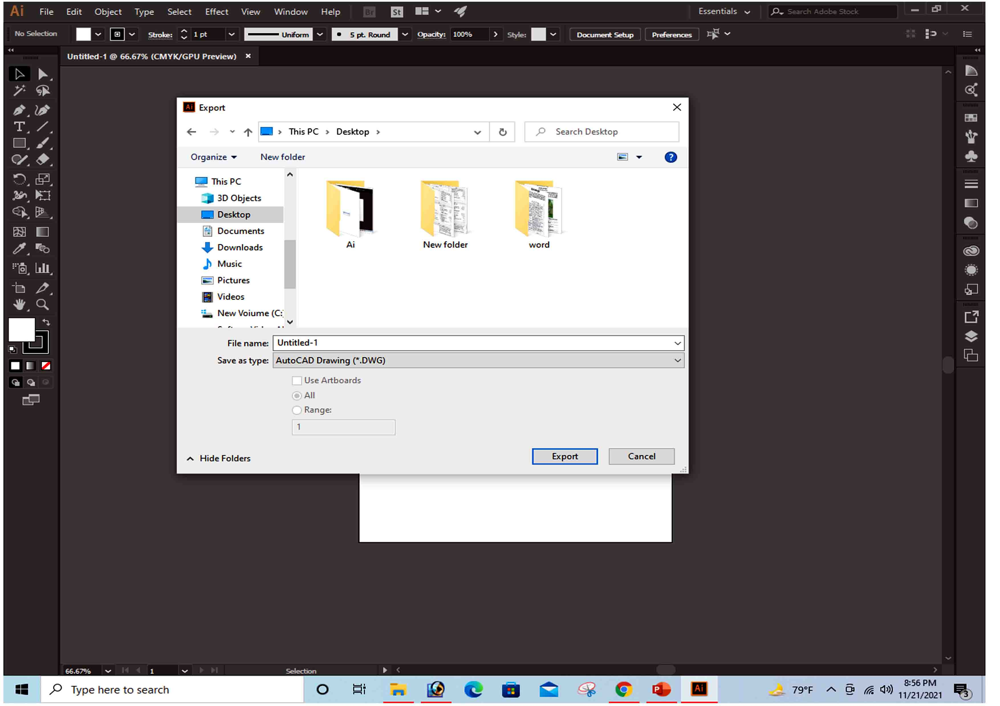 Ai File Edit Object Type Select Effect View Window Help Br St Essentials Search Adobe Stock
No Selection Stroke: 1 pt Uniform 5 pt. Round Opacity: 100% Style: Document Setup Preferences
Untitled-1 @ 66.67% (CMYK/GPU Preview) ×
Ai Export
This PC Desktop Search Desktop
Organize New folder
This PC
3D Objects
Desktop
Documents
Downloads
Music
Pictures
Videos
New Voiume (C:)
Ai New folder word
File name: Untitled-1
Save as type: AutoCAD Drawing (*.DWG)
Use Artboards
All
Range:
1
Hide Folders Export Cancel
66.67% 1 Selection
Type here to search P Ai 79°F 8:56 PM
11/21/2021 3